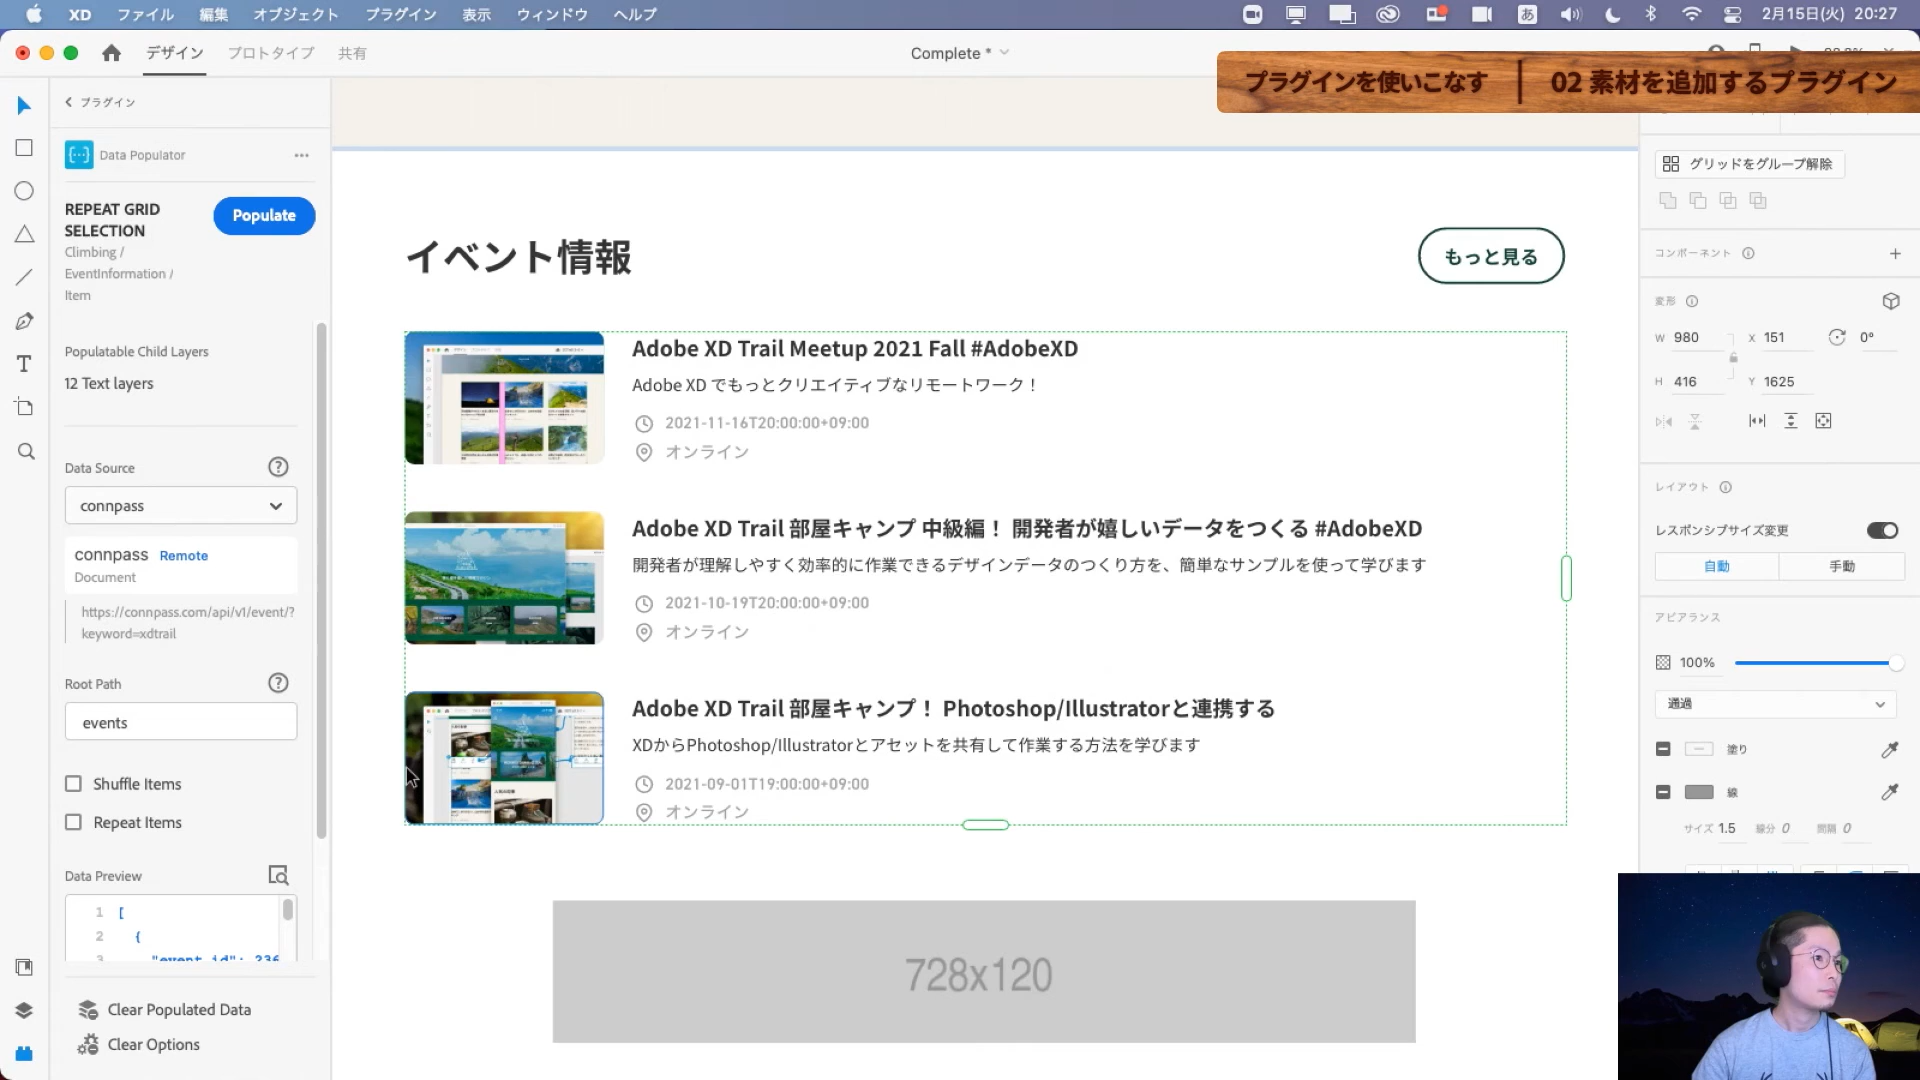 XD ファイル 編集 オブジェクト プラグイン 表示 ウィンドウ ヘルプ
あ
2月15日(火) 20:27
デザイン プロトタイプ 共有
Complete *
プラグインを使いこなす | 02 素材を追加するプラグイン
プラグイン
Data Populator
REPEAT GRID
SELECTION
Populate
Climbing /
EventInformation /
Item
Populatable Child Layers
12 Text layers
Data Source
connpass
connpass Remote
Document
https://connpass.com/api/v1/event/?
keyword=xdtrail
Root Path
events
Shuffle Items
Repeat Items
Data Preview
1 [
2 {
3 "event_id": 236
Clear Populated Data
Clear Options
イベント情報
もっと見る
Adobe XD Trail Meetup 2021 Fall #AdobeXD
Adobe XD でもっとクリエイティブなリモートワーク！
2021-11-16T20:00:00+09:00
オンライン
Adobe XD Trail 部屋キャンプ 中級編！ 開発者が嬉しいデータをつくる #AdobeXD
開発者が理解しやすく効率的に作業できるデザインデータのつくり方を、簡単なサンプルを使って学びます
2021-10-19T20:00:00+09:00
オンライン
Adobe XD Trail 部屋キャンプ！ Photoshop/Illustratorと連携する
XDからPhotoshop/Illustratorとアセットを共有して作業する方法を学びます
2021-09-01T19:00:00+09:00
オンライン
728x120
グリッドをグループ解除
コンポーネント
変形
W 980 X 151 0°
H 416 Y 1625
レイアウト
レスポンシブサイズ変更
自動 手動
アピアランス
100%
通過
塗り
線
サイズ 1.5 線分 0 間隔 0